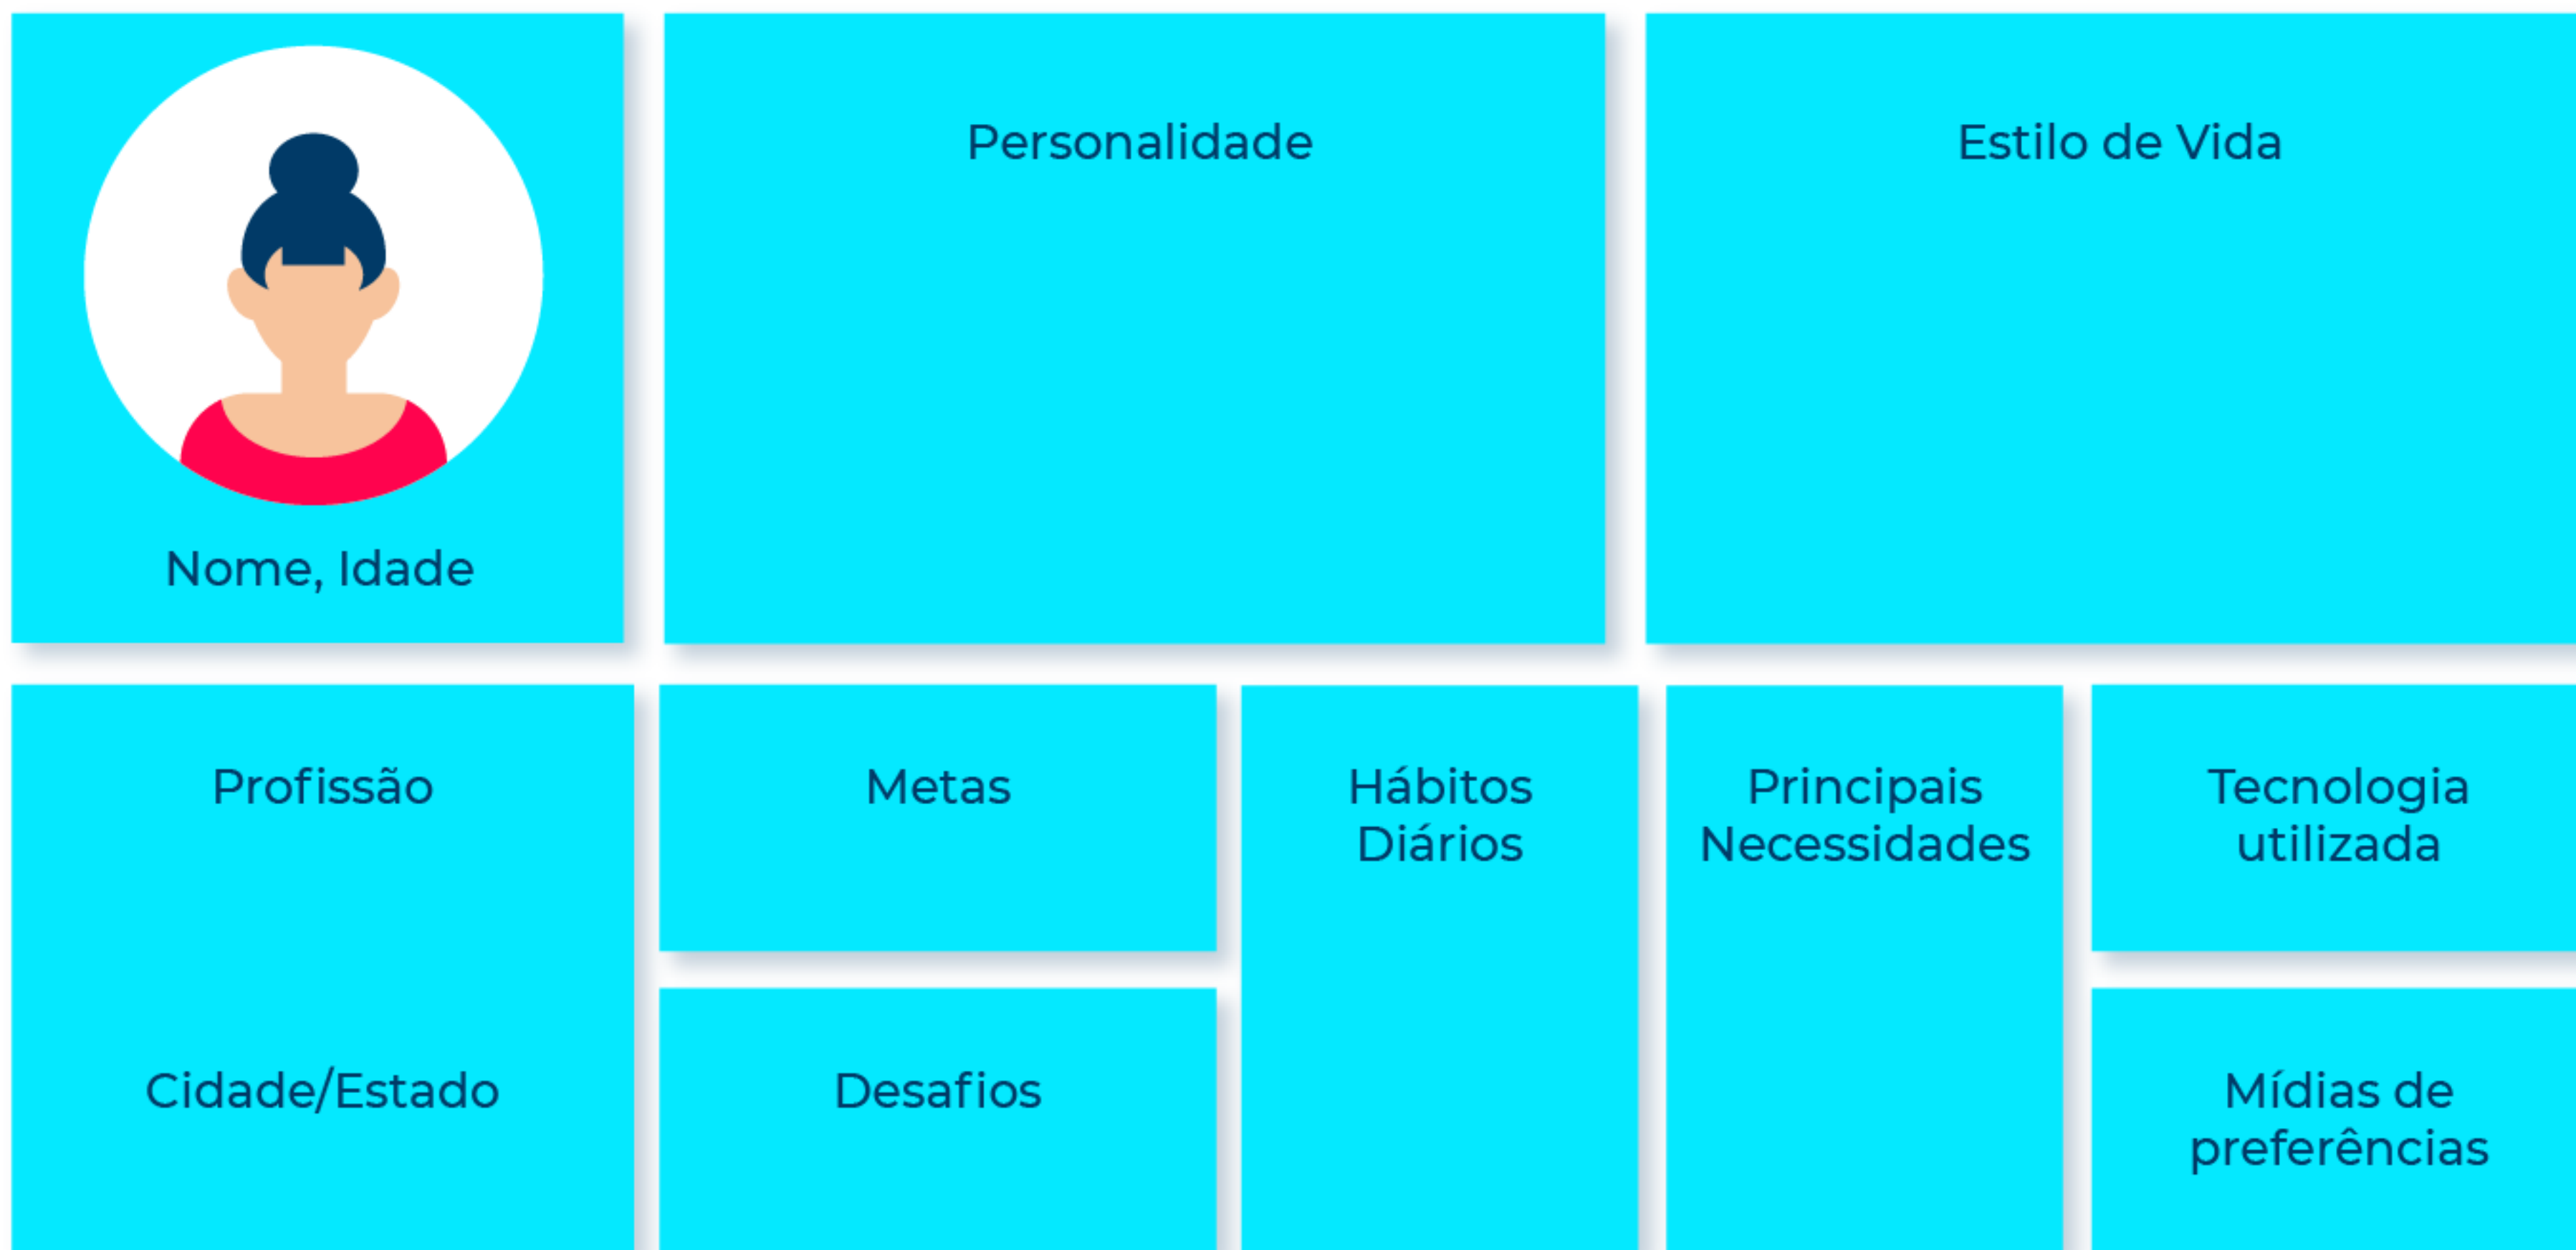 Personalidade
Estilo de Vida
Nome, Idade
Profissão
Metas
Hábitos
Diários
Principais
Necessidades
Tecnologia
utilizada
Cidade/Estado
Desafios
Mídias de
preferências